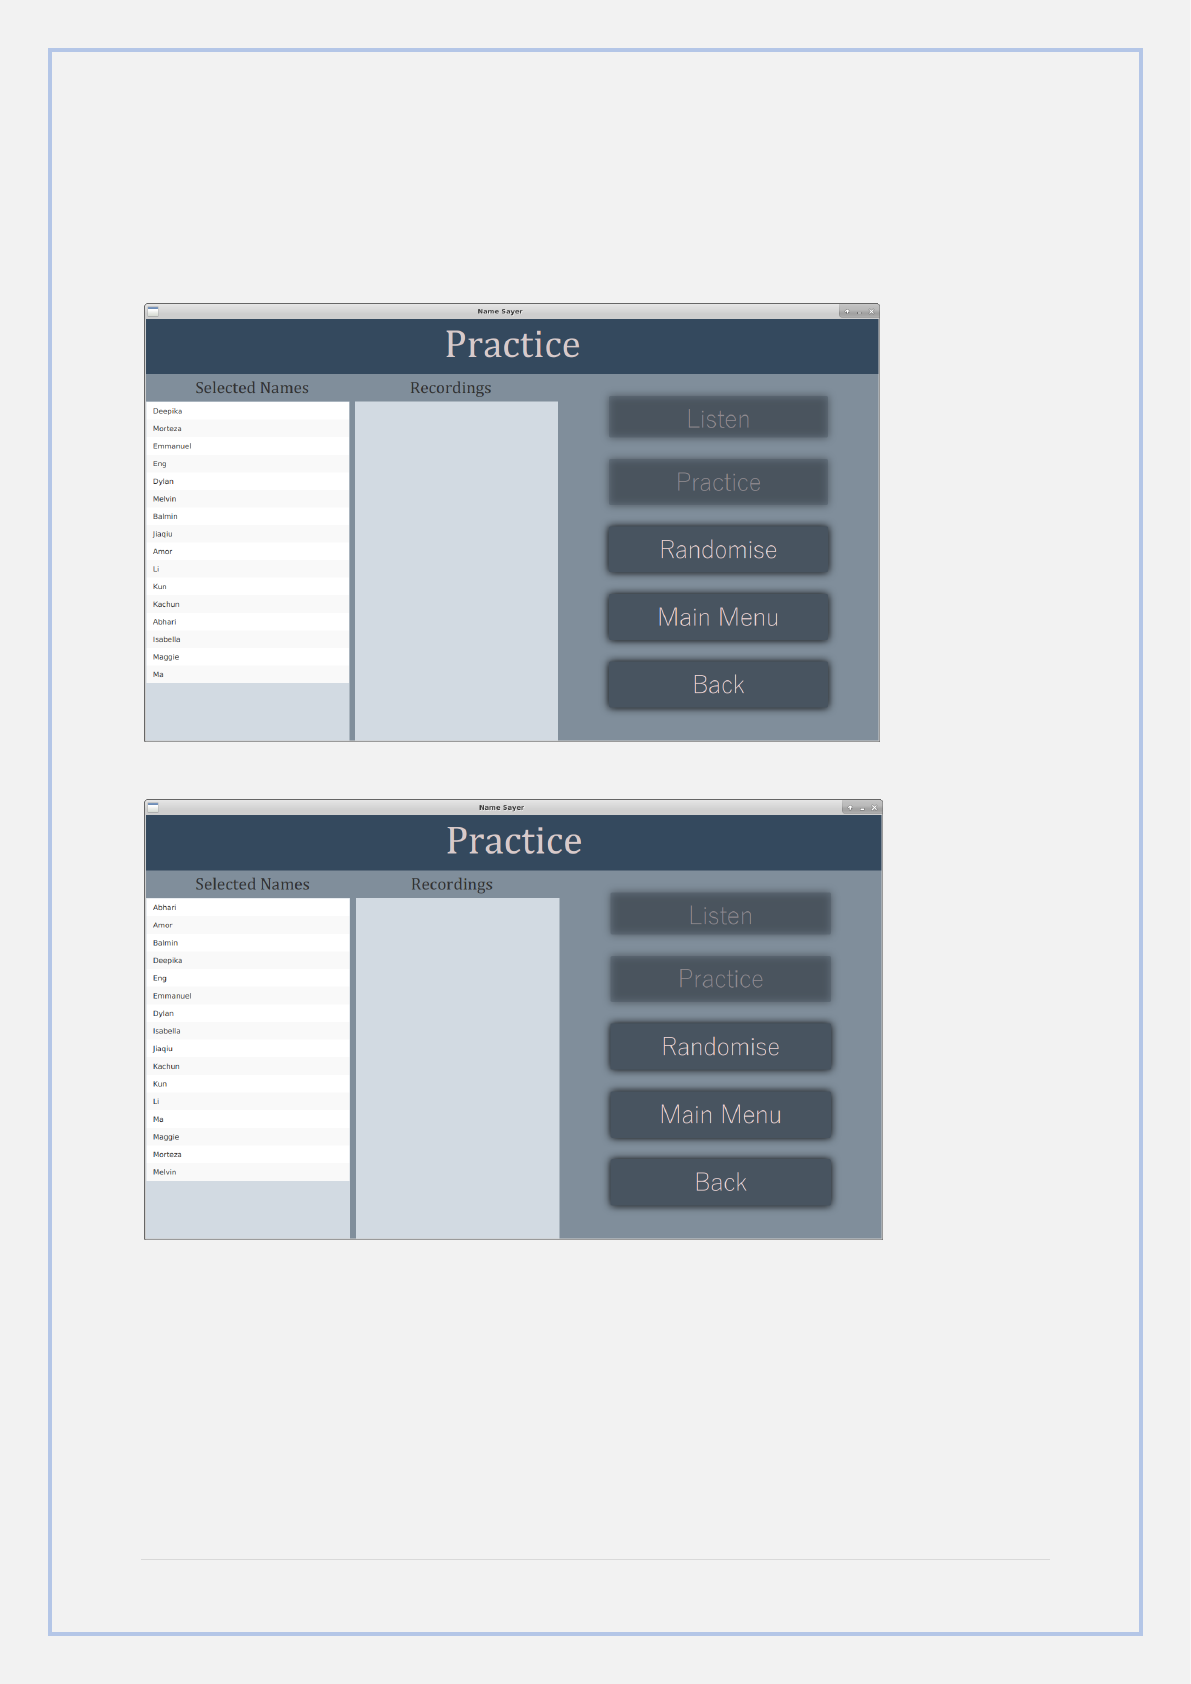 Name Sayer
Practice
Selected Names
Recordings
Deepika
Morteza
Emmanuel
Eng
Dylan
Melvin
Balmin
Jiaqiu
Amor
Li
Kun
Kachun
Abhari
Isabella
Maggie
Ma
Listen
Practice
Randomise
Main Menu
Back
Name Sayer
Practice
Selected Names
Recordings
Abhari
Amor
Balmin
Deepika
Eng
Emmanuel
Dylan
Isabella
Jiaqiu
Kachun
Kun
Li
Ma
Maggie
Morteza
Melvin
Listen
Practice
Randomise
Main Menu
Back